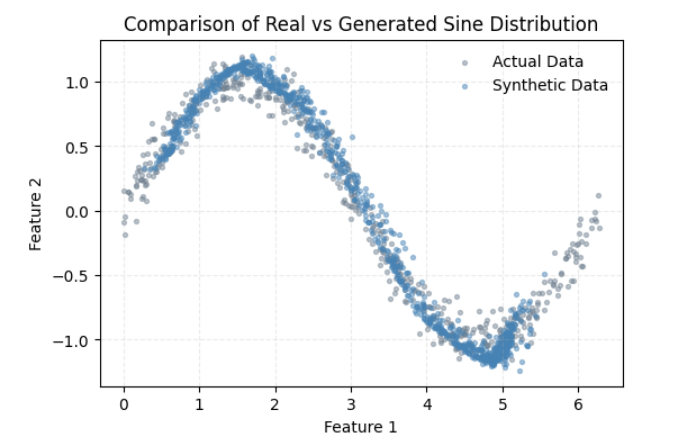 Comparison of Real vs Generated Sine Distribution
Actual Data
Synthetic Data
1.0
0.5
0.0
−0.5
−1.0
Feature 2
0 1 2 3 4 5 6
Feature 1